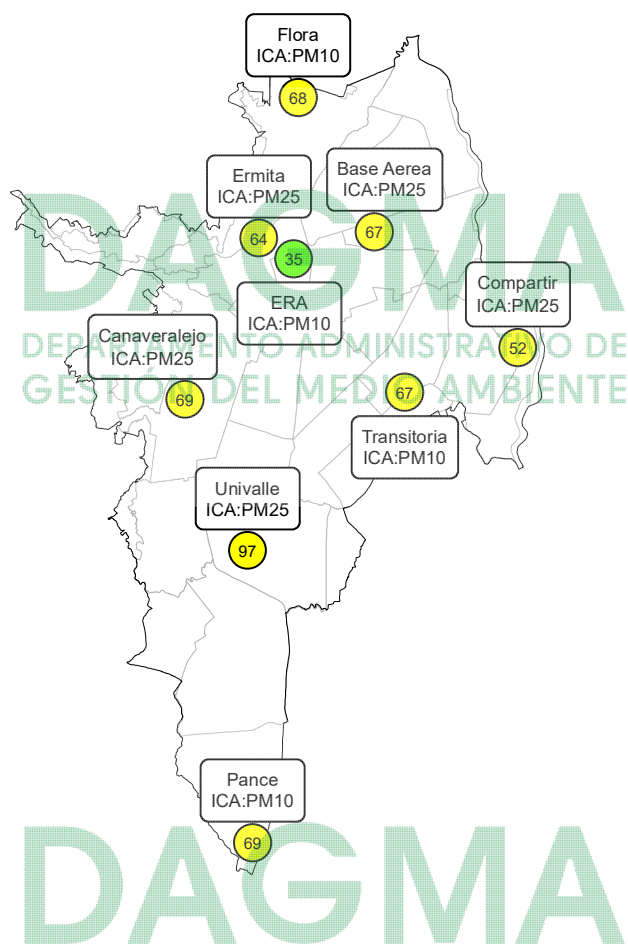 Flora
ICA:PM10
68
Ermita
ICA:PM25
64
Base Aerea
ICA:PM25
67
35
ERA
ICA:PM10
Compartir
ICA:PM25
52
Canaveralejo
ICA:PM25
69
67
Transitoria
ICA:PM10
Univalle
ICA:PM25
97
Pance
ICA:PM10
69
DAGMA
DEPARTAMENTO ADMINISTRATIVO DE
GESTIÓN DEL MEDIO AMBIENTE
DAGMA